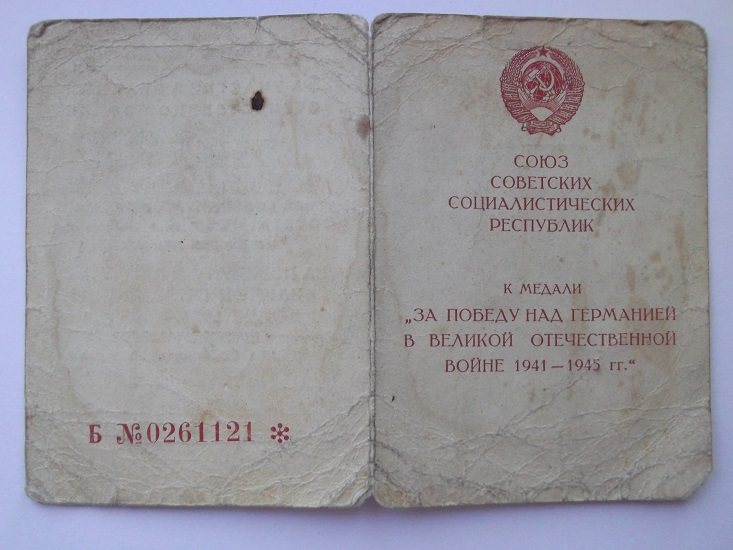 Б №0261121 *
СОЮЗ
СОВЕТСКИХ
СОЦИАЛИСТИЧЕСКИХ
РЕСПУБЛИК
К МЕДАЛИ
„ЗА ПОБЕДУ НАД ГЕРМАНИЕЙ
В ВЕЛИКОЙ ОТЕЧЕСТВЕННОЙ
ВОЙНЕ 1941—1945 гг.“